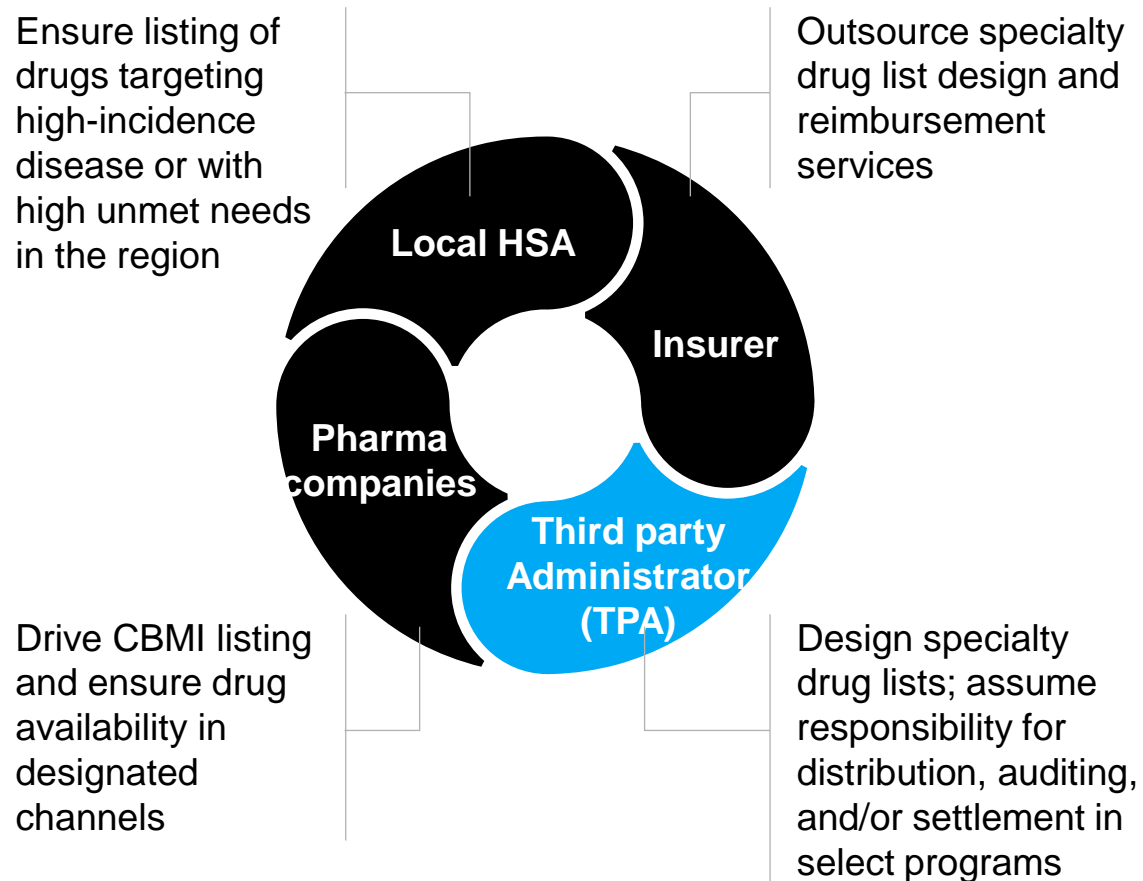 Ensure listing of
drugs targeting
high-incidence
disease or with
high unmet needs
in the region
Outsource specialty
drug list design and
reimbursement
services
Local HSA
Insurer
Pharma
companies
Third party
Administrator
(TPA)
Drive CBMI listing
and ensure drug
availability in
designated
channels
Design specialty
drug lists; assume
responsibility for
distribution, auditing,
and/or settlement in
select programs